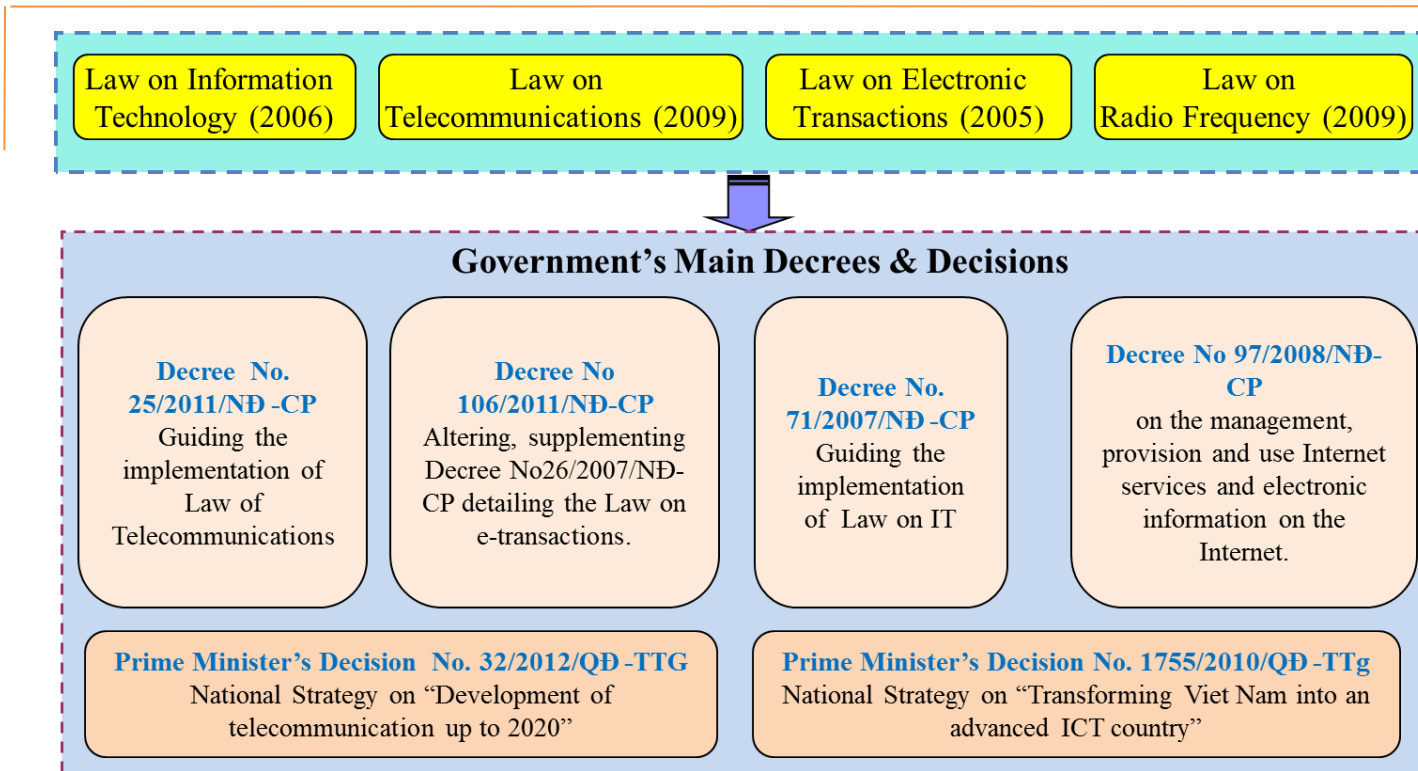 Law on Information
Technology (2006)
Law on
Telecommunications (2009)
Law on Electronic
Transactions (2005)
Law on
Radio Frequency (2009)
Government’s Main Decrees & Decisions
Decree No.
25/2011/NĐ -CP
Guiding the
implementation of
Law of
Telecommunications
Decree No
106/2011/NĐ-CP
Altering, supplementing
Decree No26/2007/NĐ-
CP detailing the Law on
e-transactions.
Decree No.
71/2007/NĐ -CP
Guiding the
implementation
of Law on IT
Decree No 97/2008/NĐ-
CP
on the management,
provision and use Internet
services and electronic
information on the
Internet.
Prime Minister’s Decision No. 32/2012/QĐ -TTG
National Strategy on “Development of
telecommunication up to 2020”
Prime Minister’s Decision No. 1755/2010/QĐ -TTg
National Strategy on “Transforming Viet Nam into an
advanced ICT country”